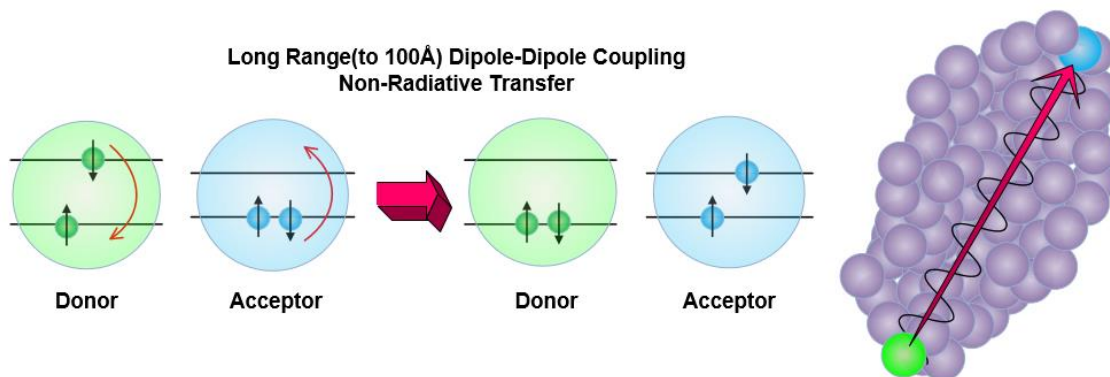 Long Range(to 100Å) Dipole-Dipole Coupling
Non-Radiative Transfer
Donor
Acceptor
Donor
Acceptor